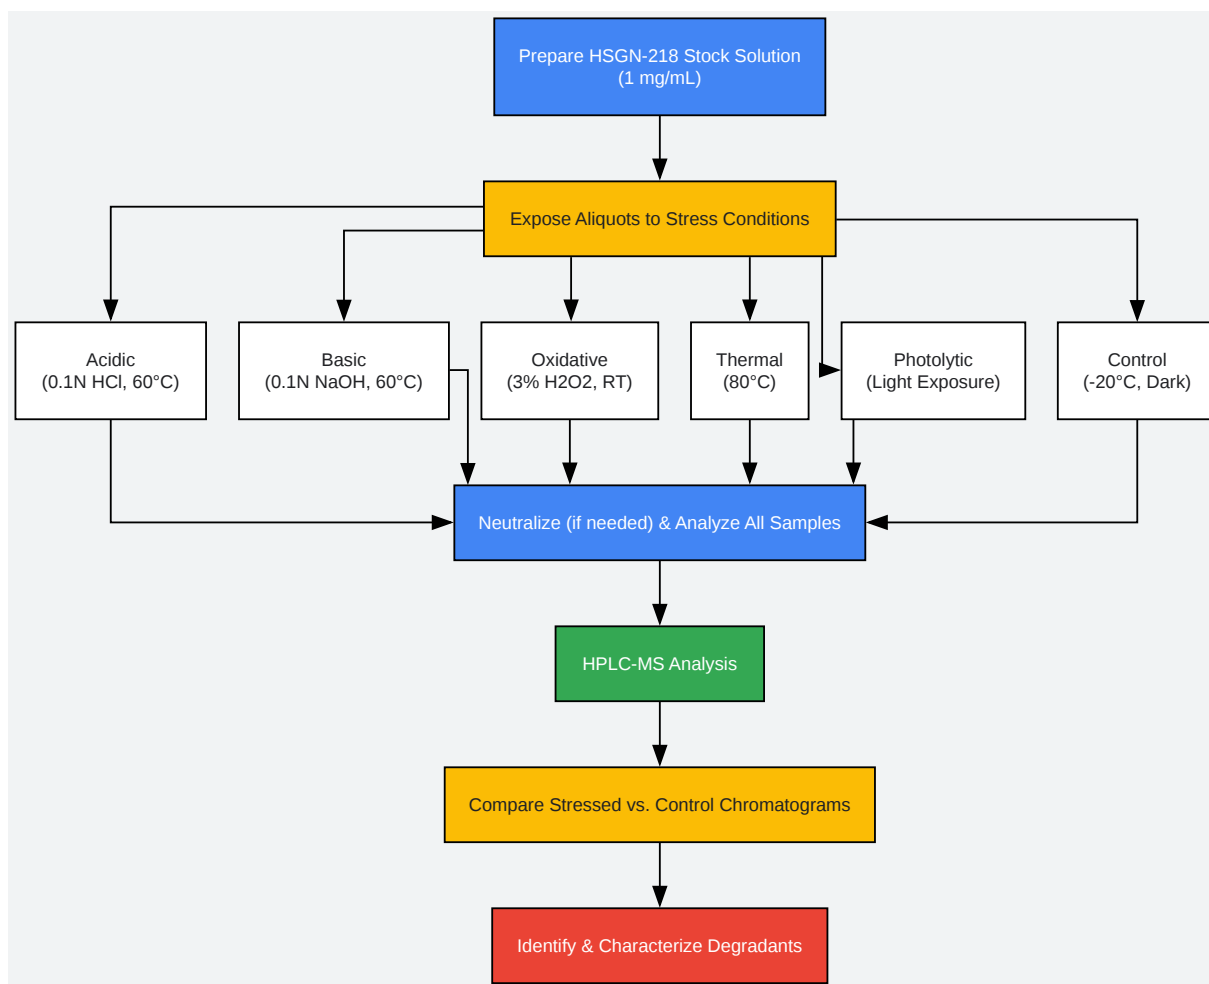 Prepare HSGN-218 Stock Solution
(1 mg/mL)
Expose Aliquots to Stress Conditions
Acidic
(0.1N HCl, 60°C)
Basic
(0.1N NaOH, 60°C)
Oxidative
(3% H2O2, RT)
Thermal
(80°C)
Photolytic
(Light Exposure)
Control
(-20°C, Dark)
Neutralize (if needed) & Analyze All Samples
HPLC-MS Analysis
Compare Stressed vs. Control Chromatograms
Identify & Characterize Degradants